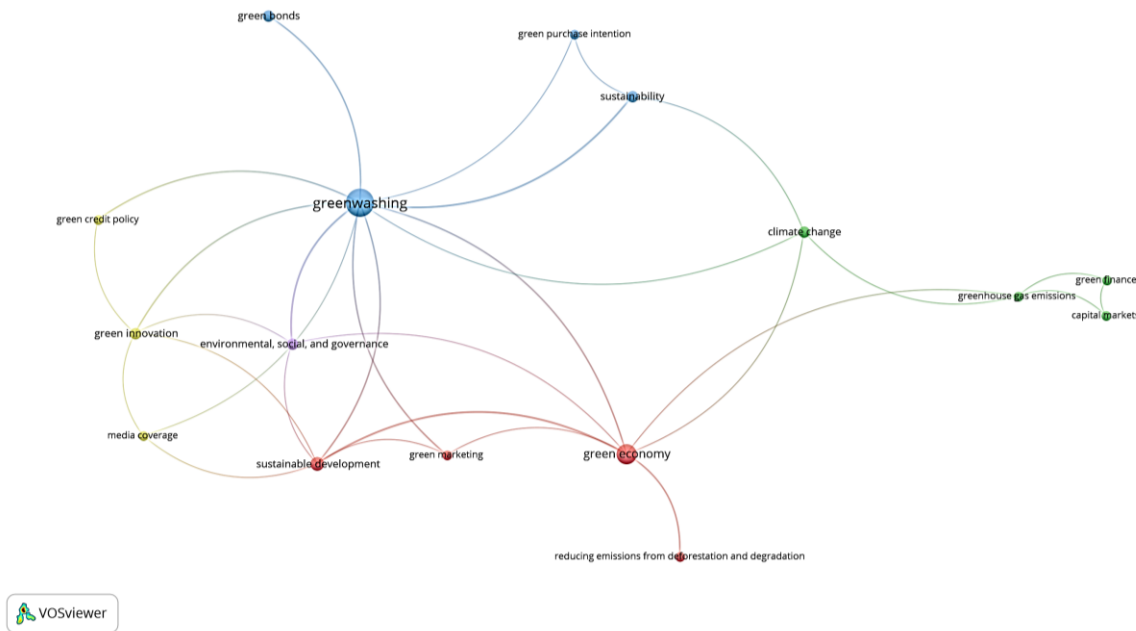 green bonds
green purchase intention
sustainability
greenwashing
green credit policy
climate change
green finance
greenhouse gas emissions
capital market
green innovation
environmental, social, and governance
media coverage
sustainable development
green marketing
green economy
reducing emissions from deforestation and degradation
VOSviewer